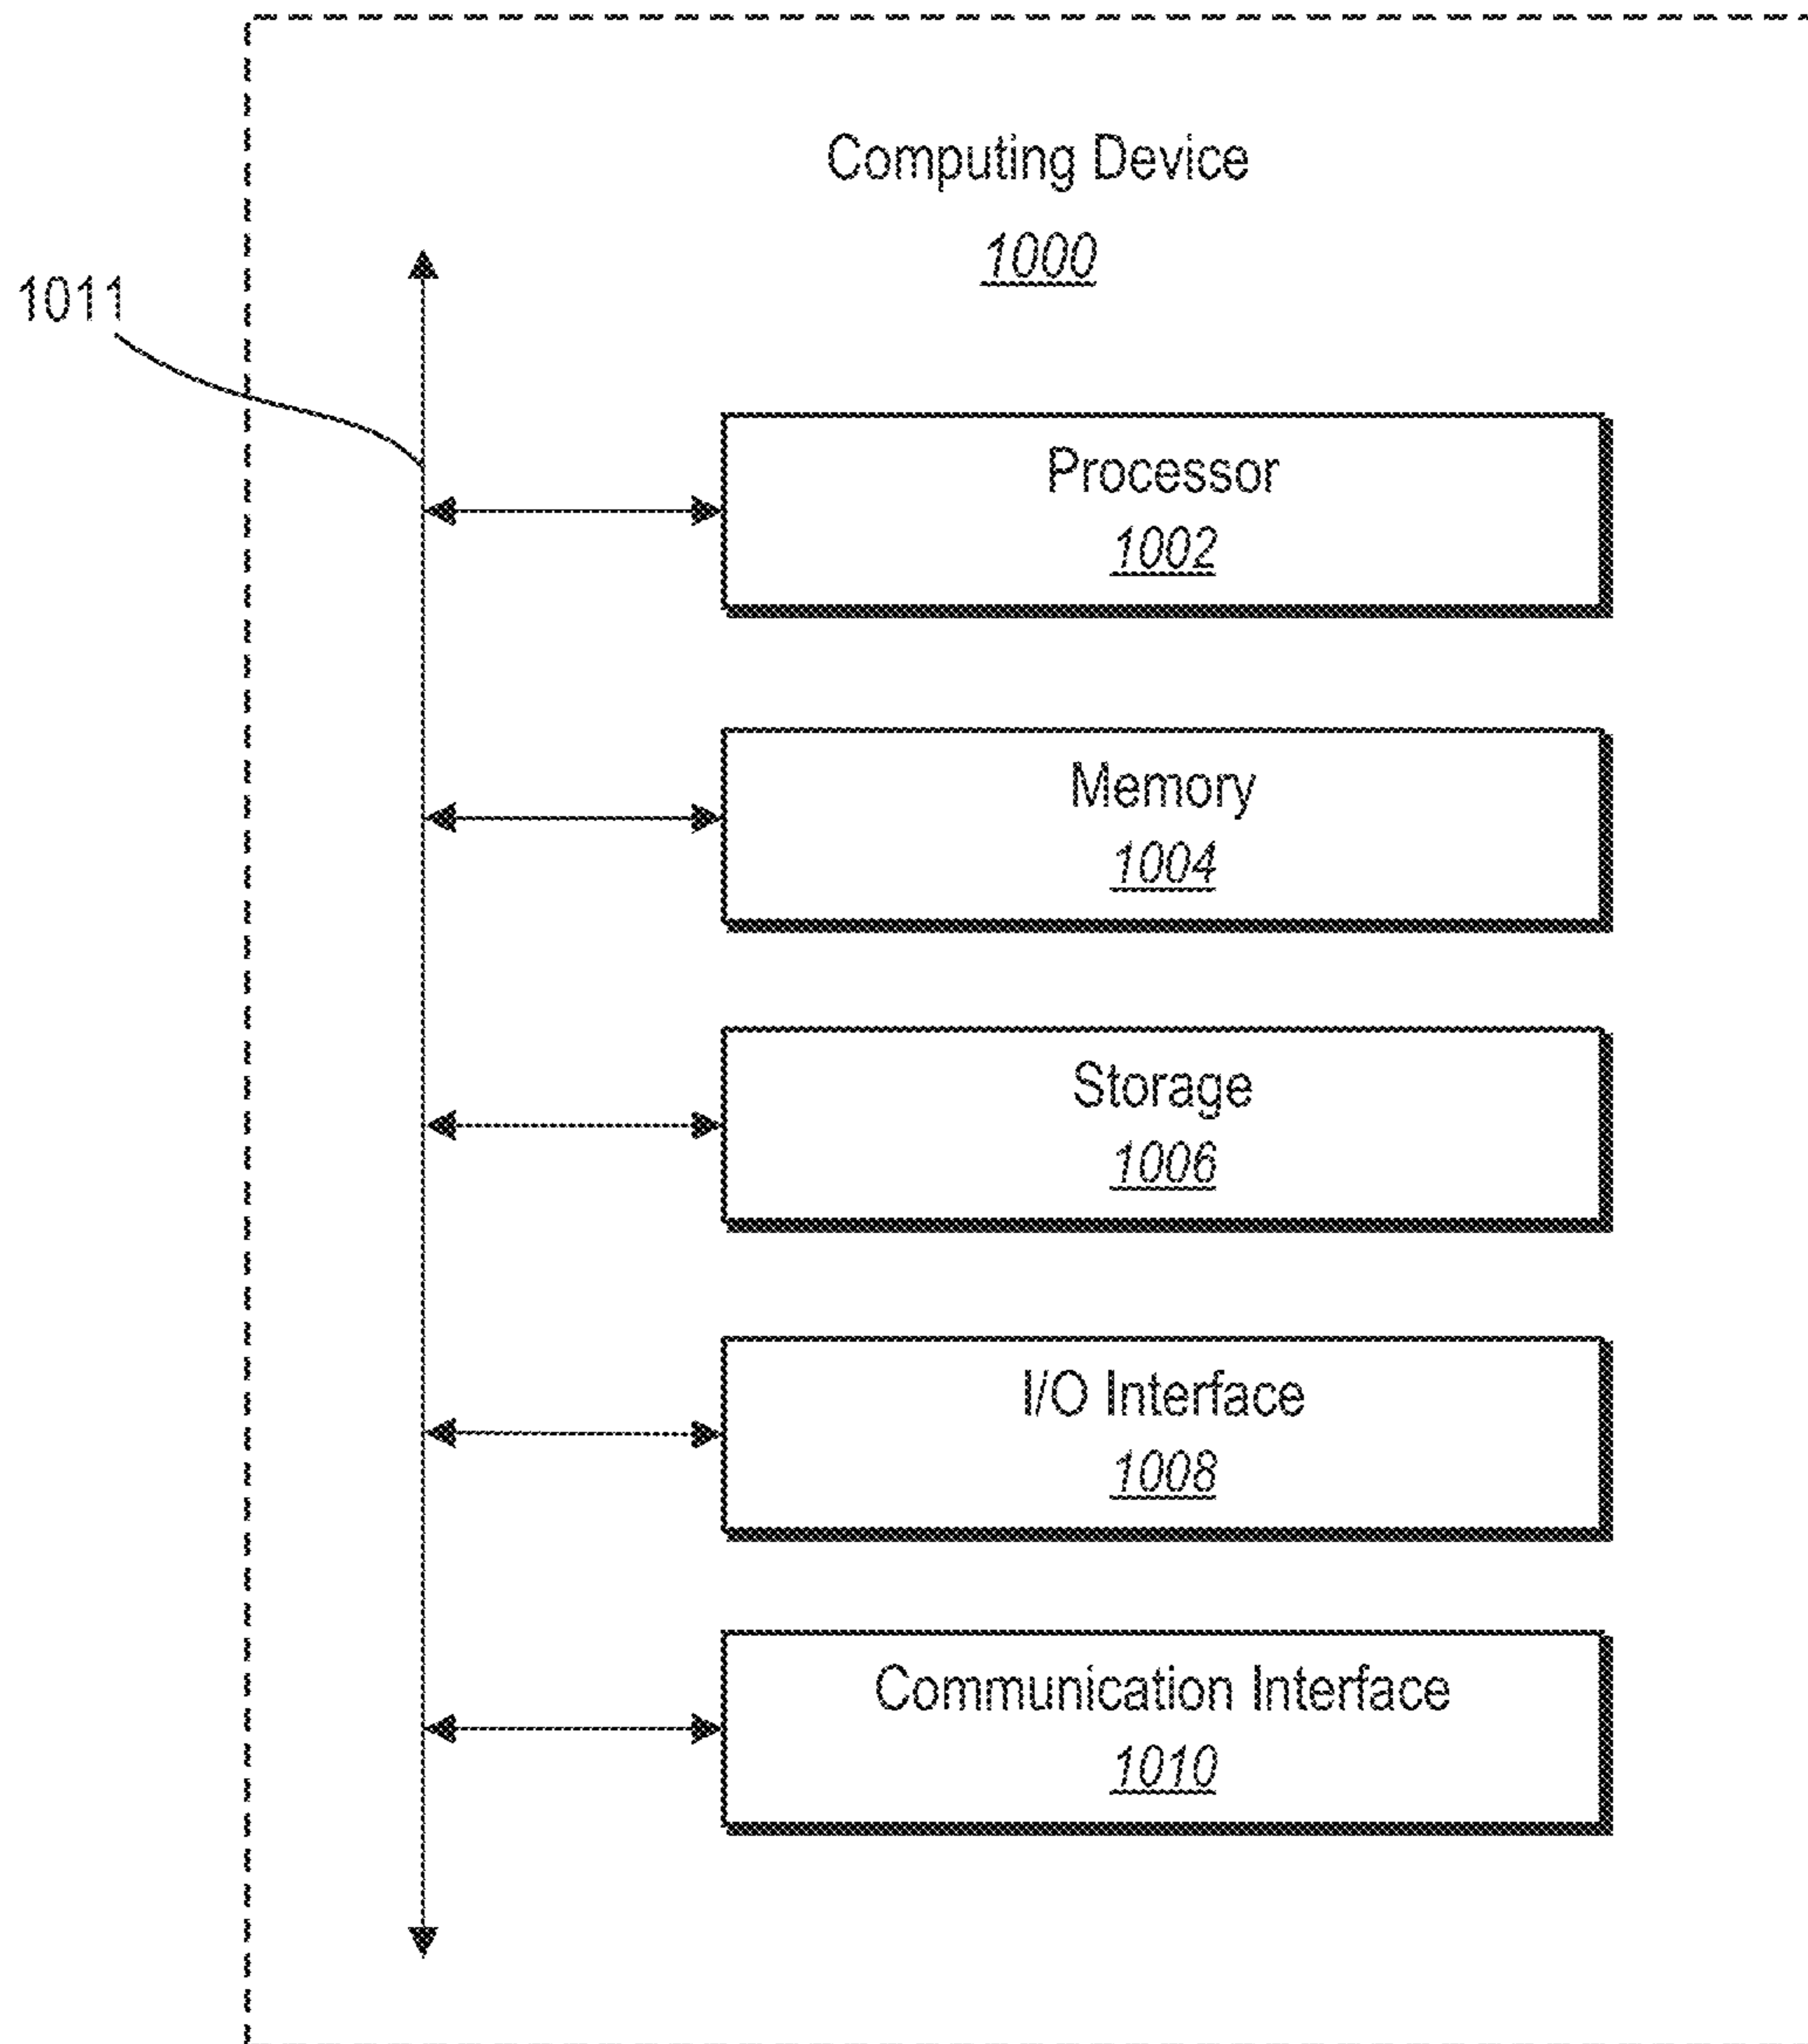 Computing Device
1000
1011
Processor
1002
Memory
1004
Storage
1006
I/O Interface
1008
Communication Interface
1010